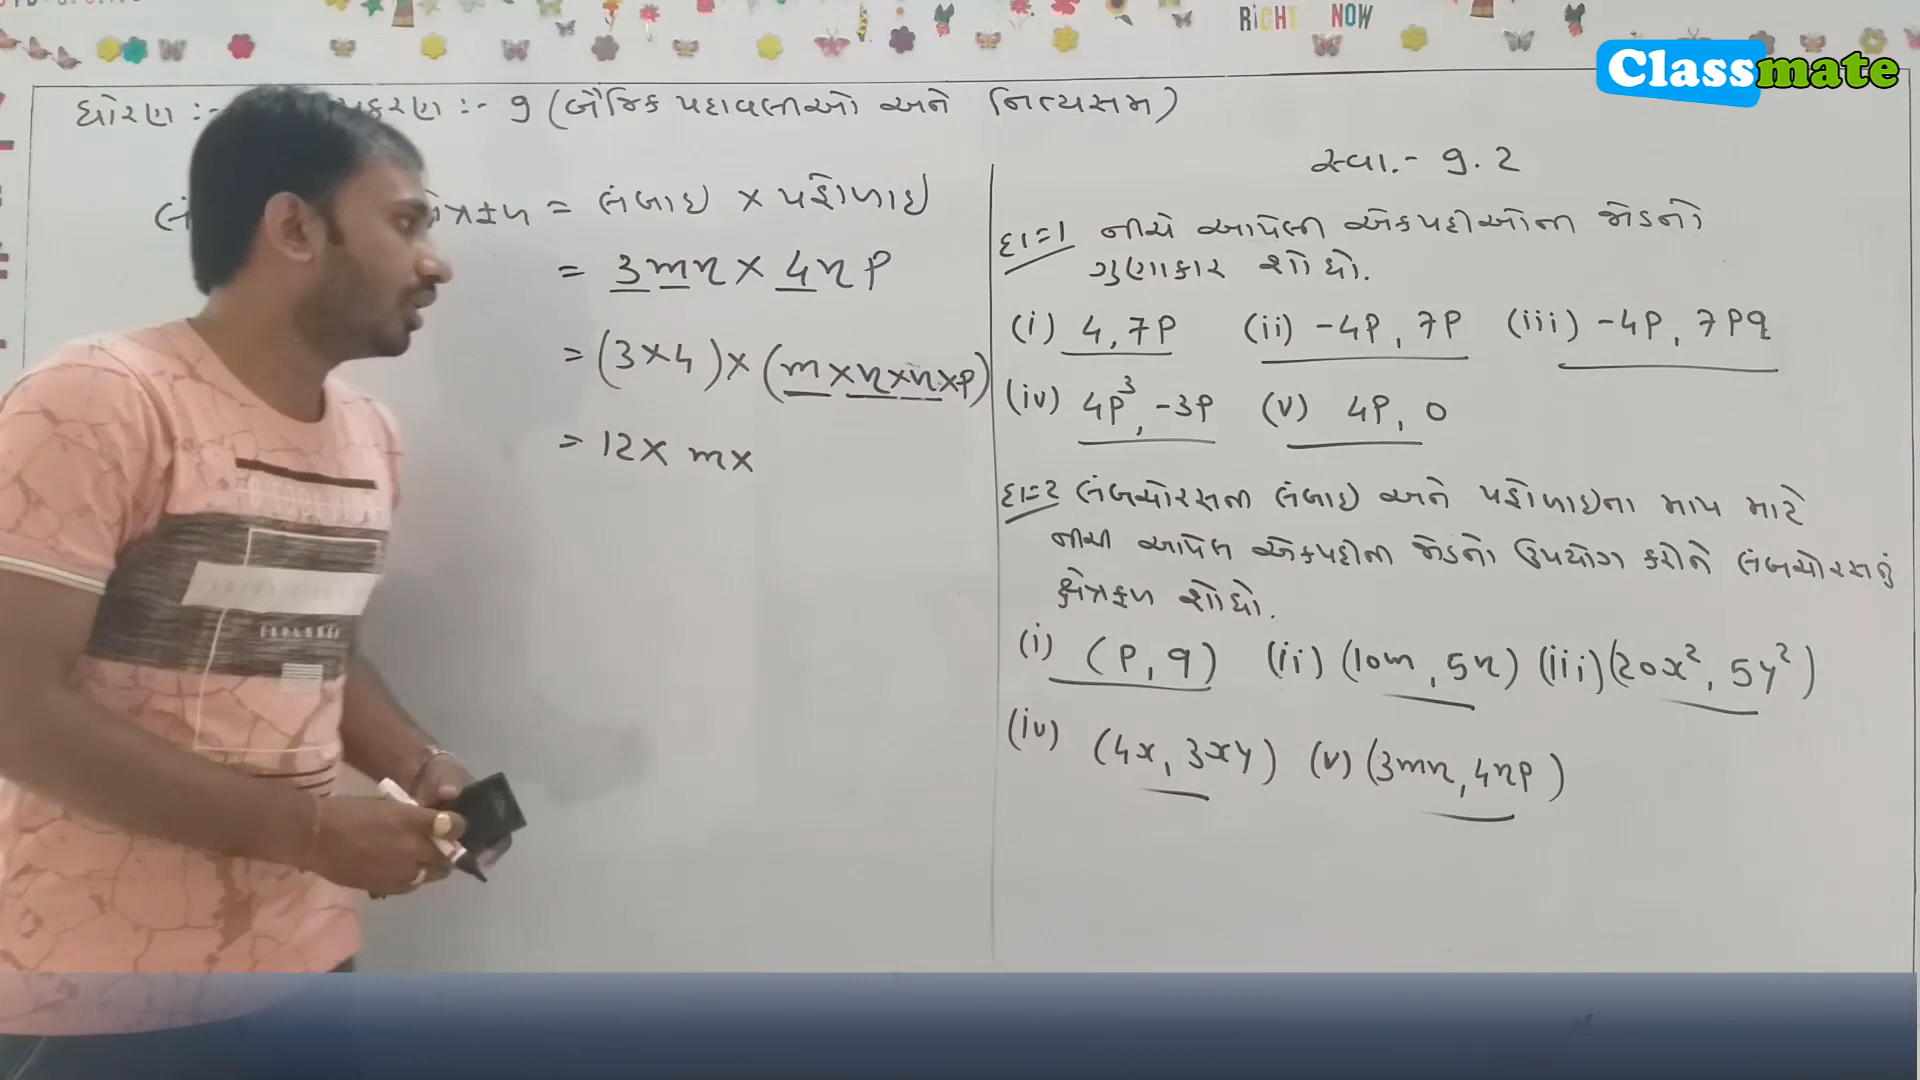 RIGHT NOW
Classmate
ધોરણ :- પ્રકરણ :- 9 (બૈજિક પદાવલીઓ અને નિત્યસમ)
= લંબાઇ × પહોળાઇ
= 3mn × 4np
= (3×4) × (m×n×n×p)
= 12× m×
સ્વા.- 9.2
દા=1 નીચે આપેલી એકપદીઓના જોડનો
ગુણાકાર શોધો.
(i) 4, 7P (ii) -4P, 7P (iii) -4P, 7Pq
(iv) 4P³, -3P (v) 4P, 0
દા=2 લંબચોરસના લંબાઇ અને પહોળાઇના માપ માટે
નીચે આપેલ એકપદીના જોડનો ઉપયોગ કરીને લંબચોરસનું
ક્ષેત્રફળ શોધો.
(i) (P, q) (ii) (10m, 5n) (iii) (20x², 5y²)
(iv) (4x, 3xy) (v) (3mn, 4np)
EXPLORER